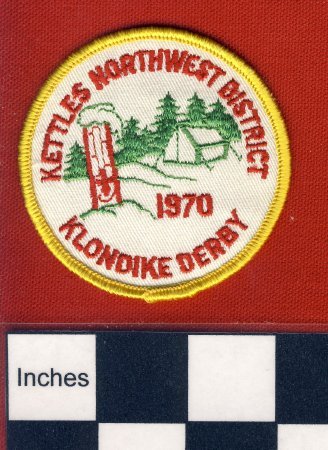 KETTLES NORTHWEST DISTRICT
1970
KLONDIKE DERBY
Inches